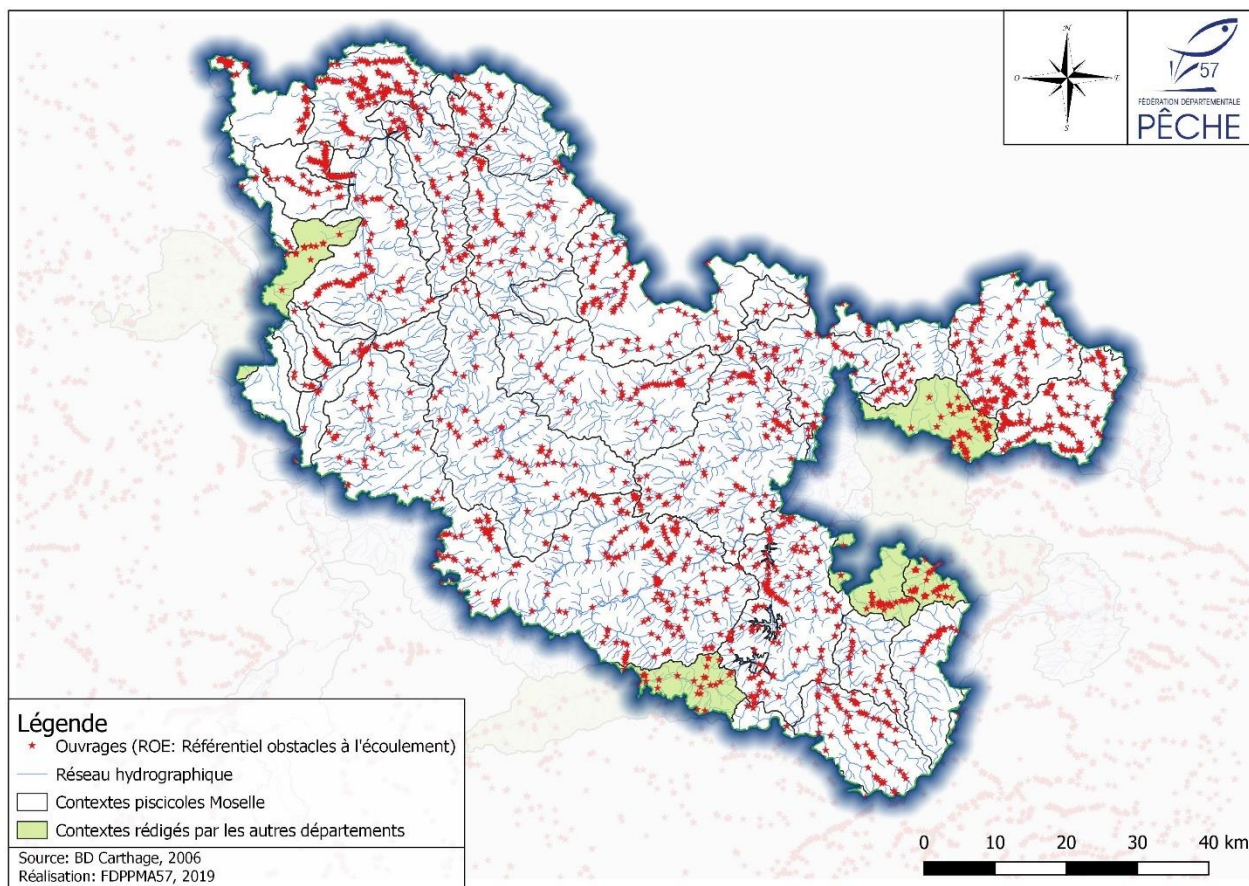 N
O
E
S
57
FÉDÉRATION DÉPARTEMENTALE
PÊCHE
Légende
Ouvrages (ROE: Référentiel obstacles à l'écoulement)
Réseau hydrographique
Contextes piscicoles Moselle
Contextes rédigés par les autres départements
Source: BD Carthage, 2006
Réalisation: FDPPMA57, 2019
0 10 20 30 40 km